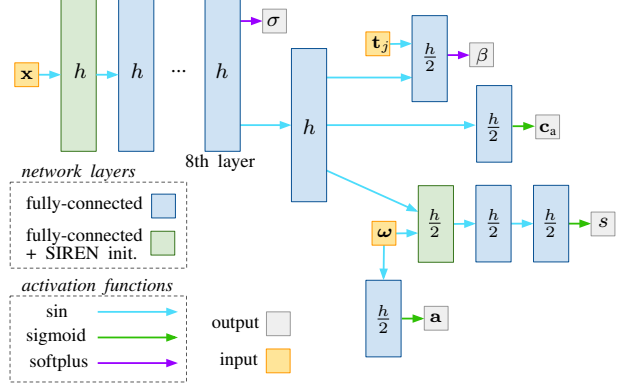 σ
t_j
h/2
β
x
h
h
...
h
h
h/2
c_a
8th layer
network layers
fully-connected
fully-connected
+ SIREN init.
ω
h/2
h/2
h/2
s
activation functions
sin
sigmoid
softplus
output
input
h/2
a